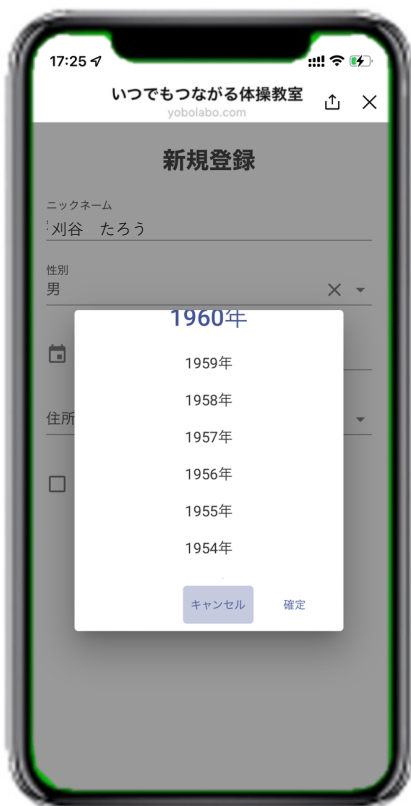 17:25
いつでもつながる体操教室
yobolabo.com
新規登録
ニックネーム
刈谷　たろう
性別
男
1960年
1959年
1958年
住所
1957年
1956年
1955年
1954年
キャンセル 確定